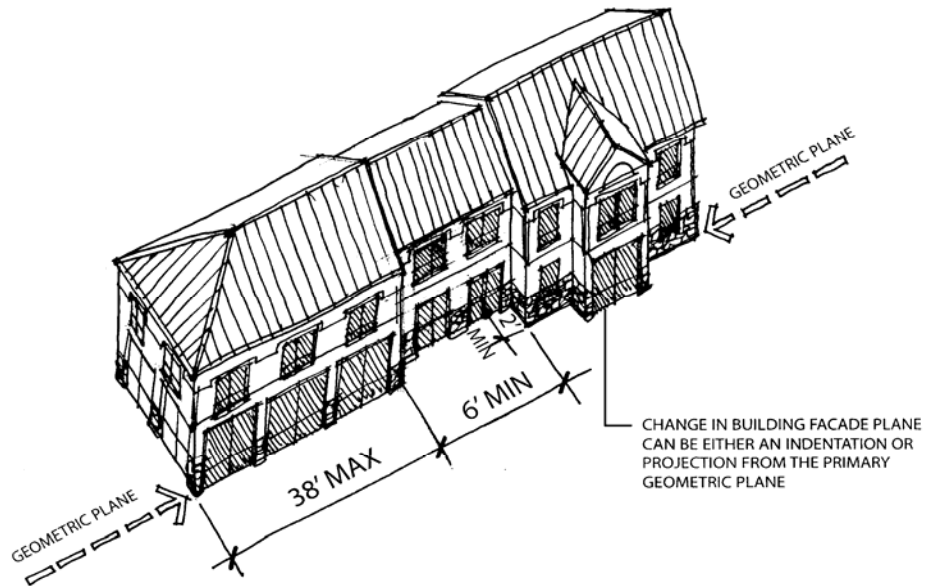 GEOMETRIC PLANE
2'
MIN
6' MIN
38' MAX
CHANGE IN BUILDING FACADE PLANE
CAN BE EITHER AN INDENTATION OR
PROJECTION FROM THE PRIMARY
GEOMETRIC PLANE
GEOMETRIC PLANE